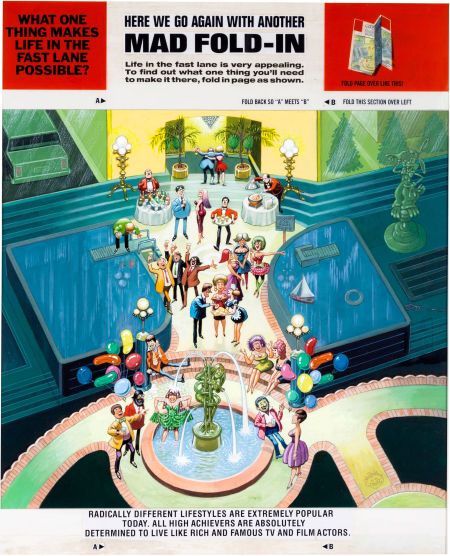 WHAT ONE
THING MAKES
LIFE IN THE
FAST LANE
POSSIBLE?
HERE WE GO AGAIN WITH ANOTHER
MAD FOLD-IN
Life in the fast lane is very appealing.
To find out what one thing you'll need
to make it there, fold in page as shown.
FOLD PAGE OVER LIKE THIS!
A▶
FOLD BACK SO "A" MEETS "B"
◀B FOLD THIS SECTION OVER LEFT
RADICALLY DIFFERENT LIFESTYLES ARE EXTREMELY POPULAR
TODAY. ALL HIGH ACHIEVERS ARE ABSOLUTELY
DETERMINED TO LIVE LIKE RICH AND FAMOUS TV AND FILM ACTORS.
A▶
◀B